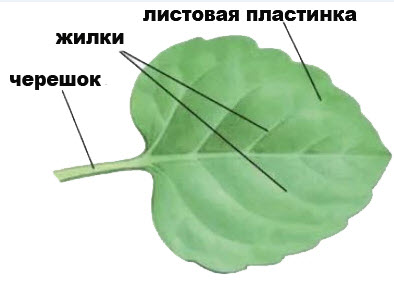 листовая пластинка
жилки
черешок